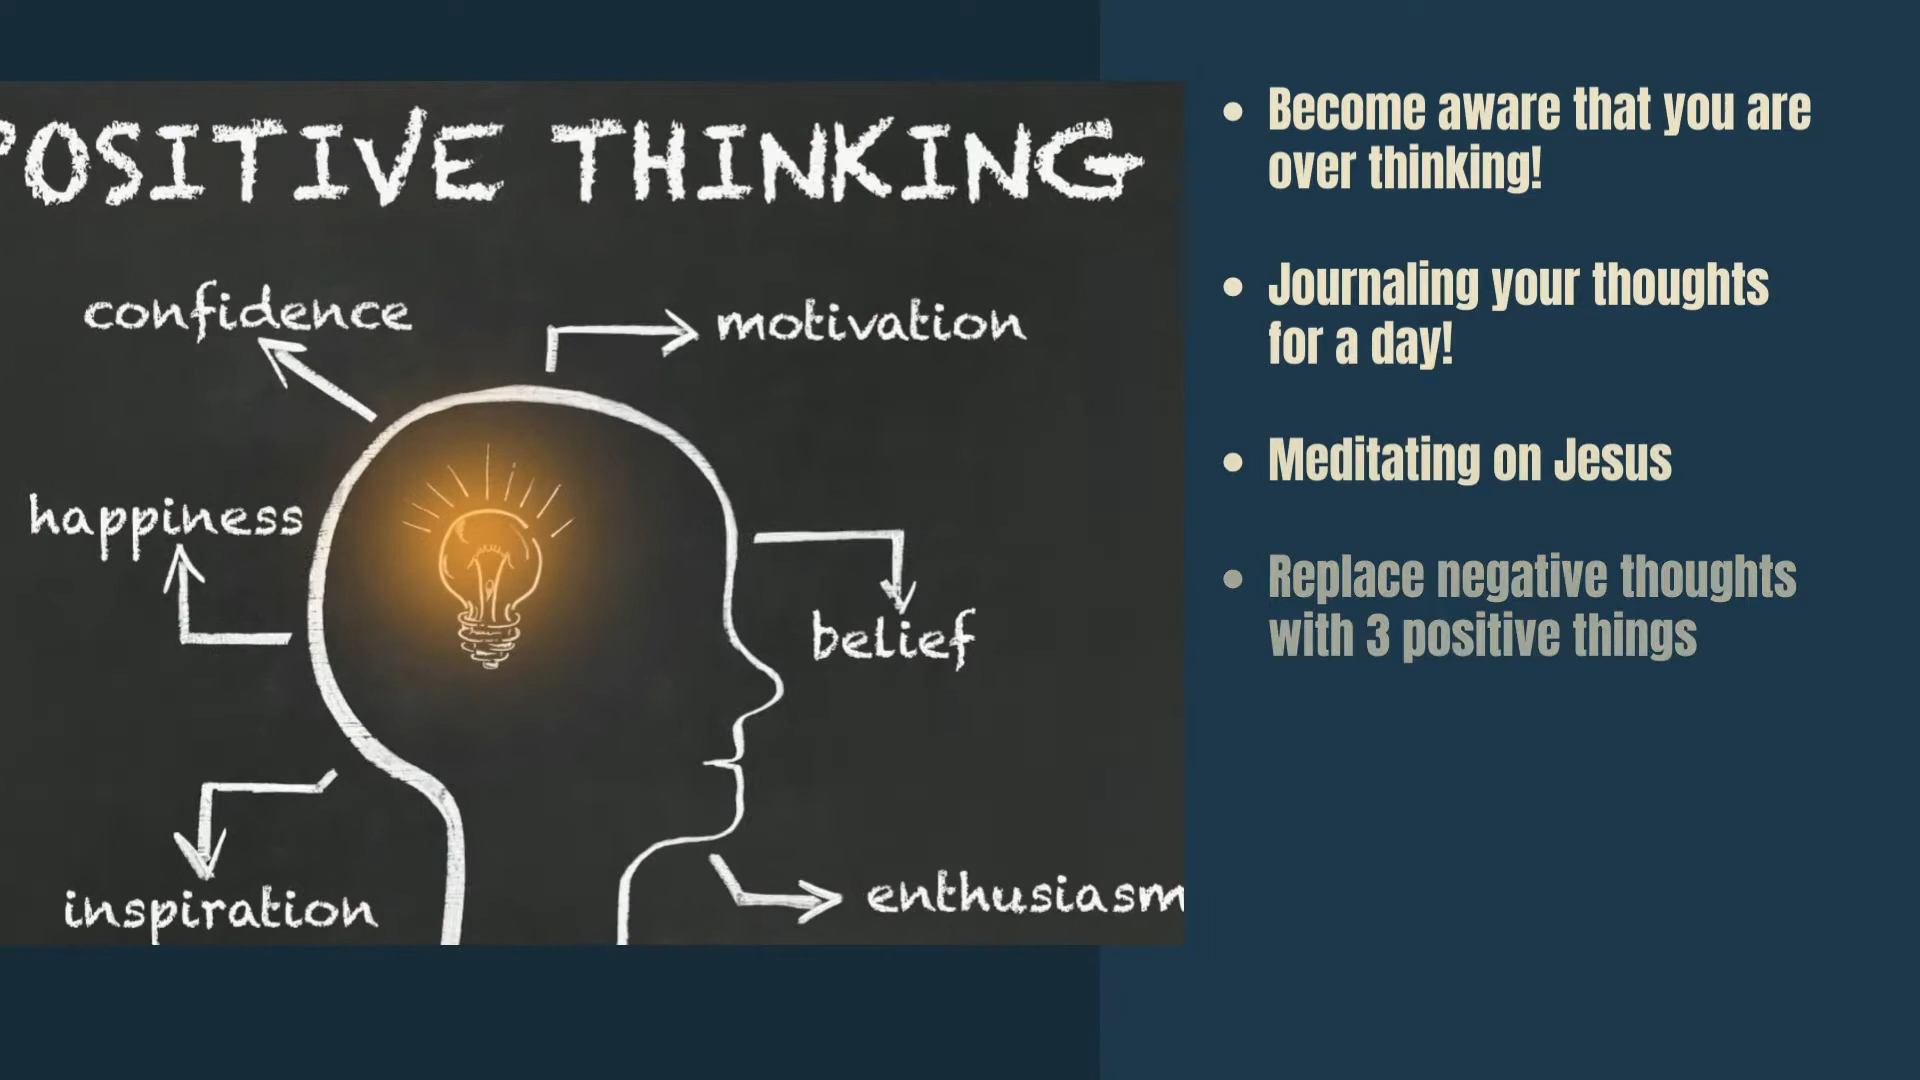 POSITIVE THINKING
confidence
motivation
happiness
belief
inspiration
enthusiasm
• Become aware that you are
over thinking!
• Journaling your thoughts
for a day!
• Meditating on Jesus
• Replace negative thoughts
with 3 positive things